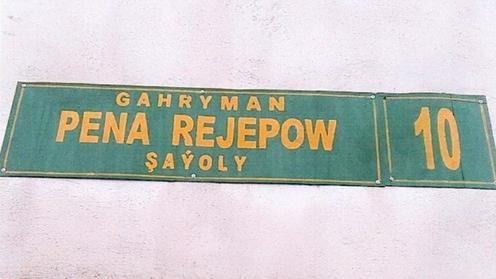 GAHRYMAN
PENA REJEPOW
ŞAÝOLY
10